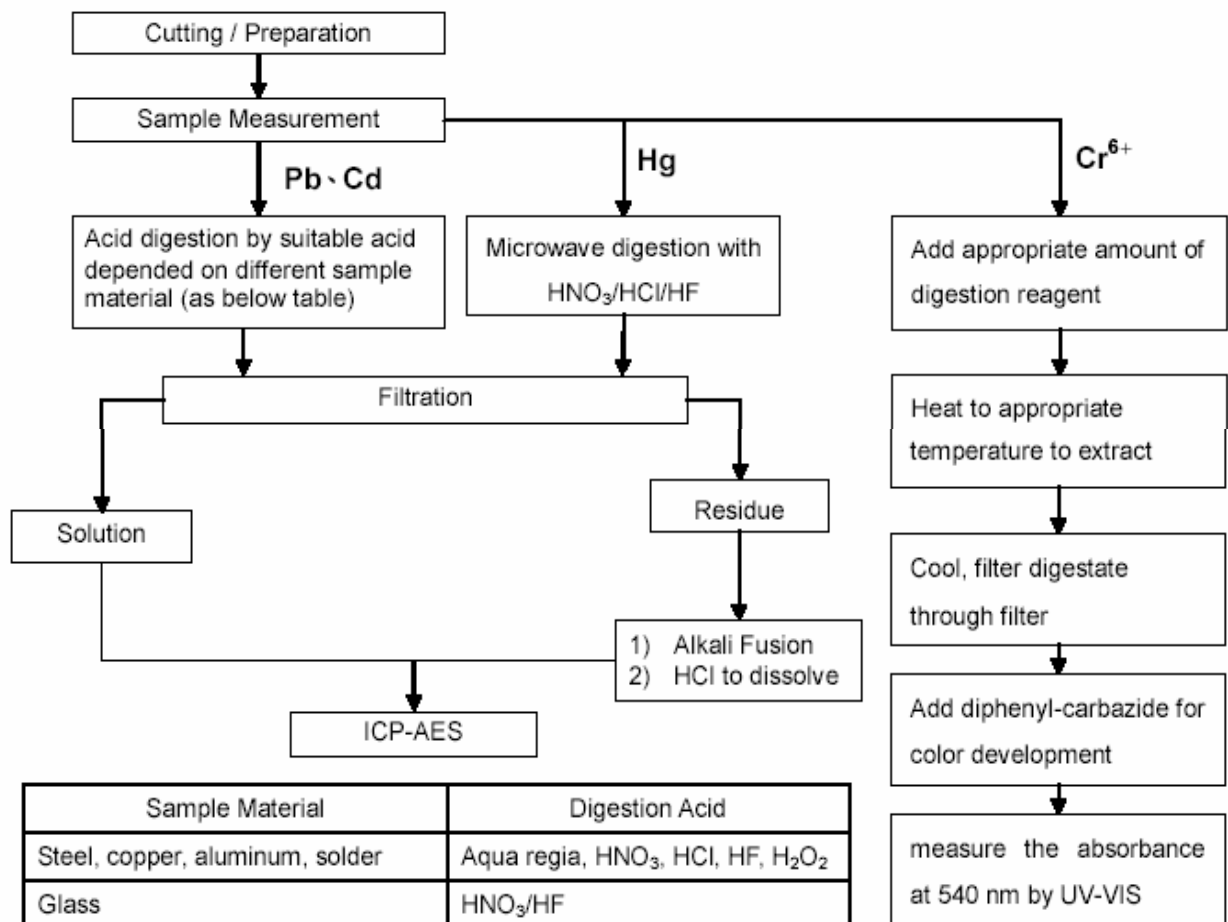 Cutting / Preparation
Sample Measurement
Pb、Cd
Hg
Cr⁶⁺
Acid digestion by suitable acid
depended on different sample
material (as below table)
Microwave digestion with
HNO₃/HCl/HF
Add appropriate amount of
digestion reagent
Filtration
Heat to appropriate
temperature to extract
Solution
Residue
Cool, filter digestate
through filter
1) Alkali Fusion
2) HCl to dissolve
ICP-AES
Add diphenyl-carbazide for
color development
measure the absorbance
at 540 nm by UV-VIS
Sample Material Digestion Acid
Steel, copper, aluminum, solder Aqua regia, HNO₃, HCl, HF, H₂O₂
Glass HNO₃/HF